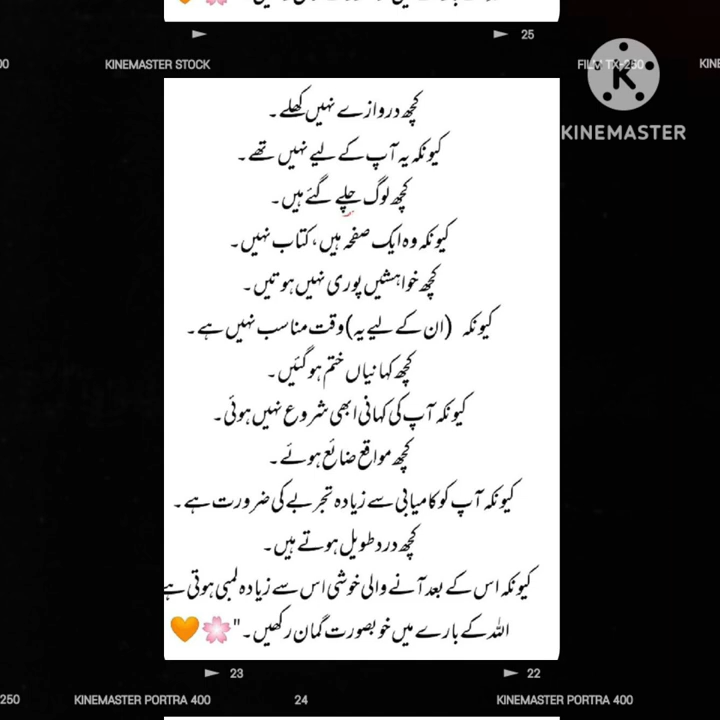 25
KINEMASTER STOCK
K
KINEMASTER
کچھ دروازے نہیں کھلے۔
کیونکہ یہ آپ کے لیے نہیں تھے۔
کچھ لوگ چلے گئے ہیں۔
کیونکہ وہ ایک صفحہ ہیں، کتاب نہیں۔
کچھ خواہشیں پوری نہیں ہوتیں۔
کیونکہ (ان کے لیے یہ) وقت مناسب نہیں ہے۔
کچھ کہانیاں ختم ہو گئیں۔
کیونکہ آپ کی کہانی ابھی شروع نہیں ہوئی۔
کچھ مواقع ضائع ہوئے۔
کیونکہ آپ کو کامیابی سے زیادہ تجربے کی ضرورت ہے۔
کچھ درد طویل ہوتے ہیں۔
کیونکہ اس کے بعد آنے والی خوشی اس سے زیادہ لمبی ہوتی ہے
اللہ کے بارے میں خوبصورت گمان رکھیں۔" 🌸🧡
23 22
250 KINEMASTER PORTRA 400 24 KINEMASTER PORTRA 400